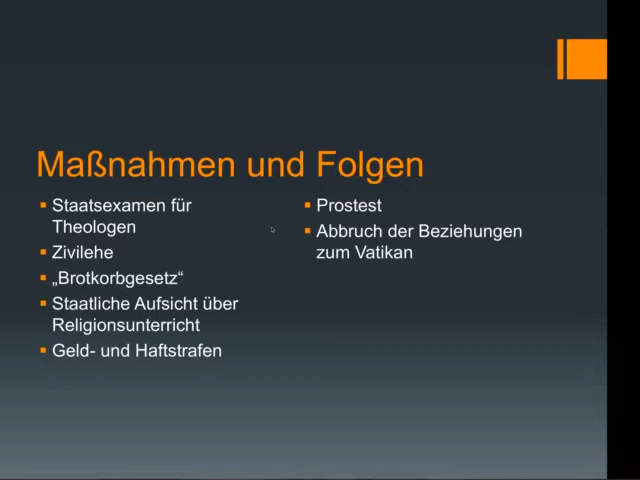 Maßnahmen und Folgen
▪ Staatsexamen für
Theologen
▪ Zivilehe
▪ „Brotkorbgesetz“
▪ Staatliche Aufsicht über
Religionsunterricht
▪ Geld- und Haftstrafen
▪ Prostest
▪ Abbruch der Beziehungen
zum Vatikan